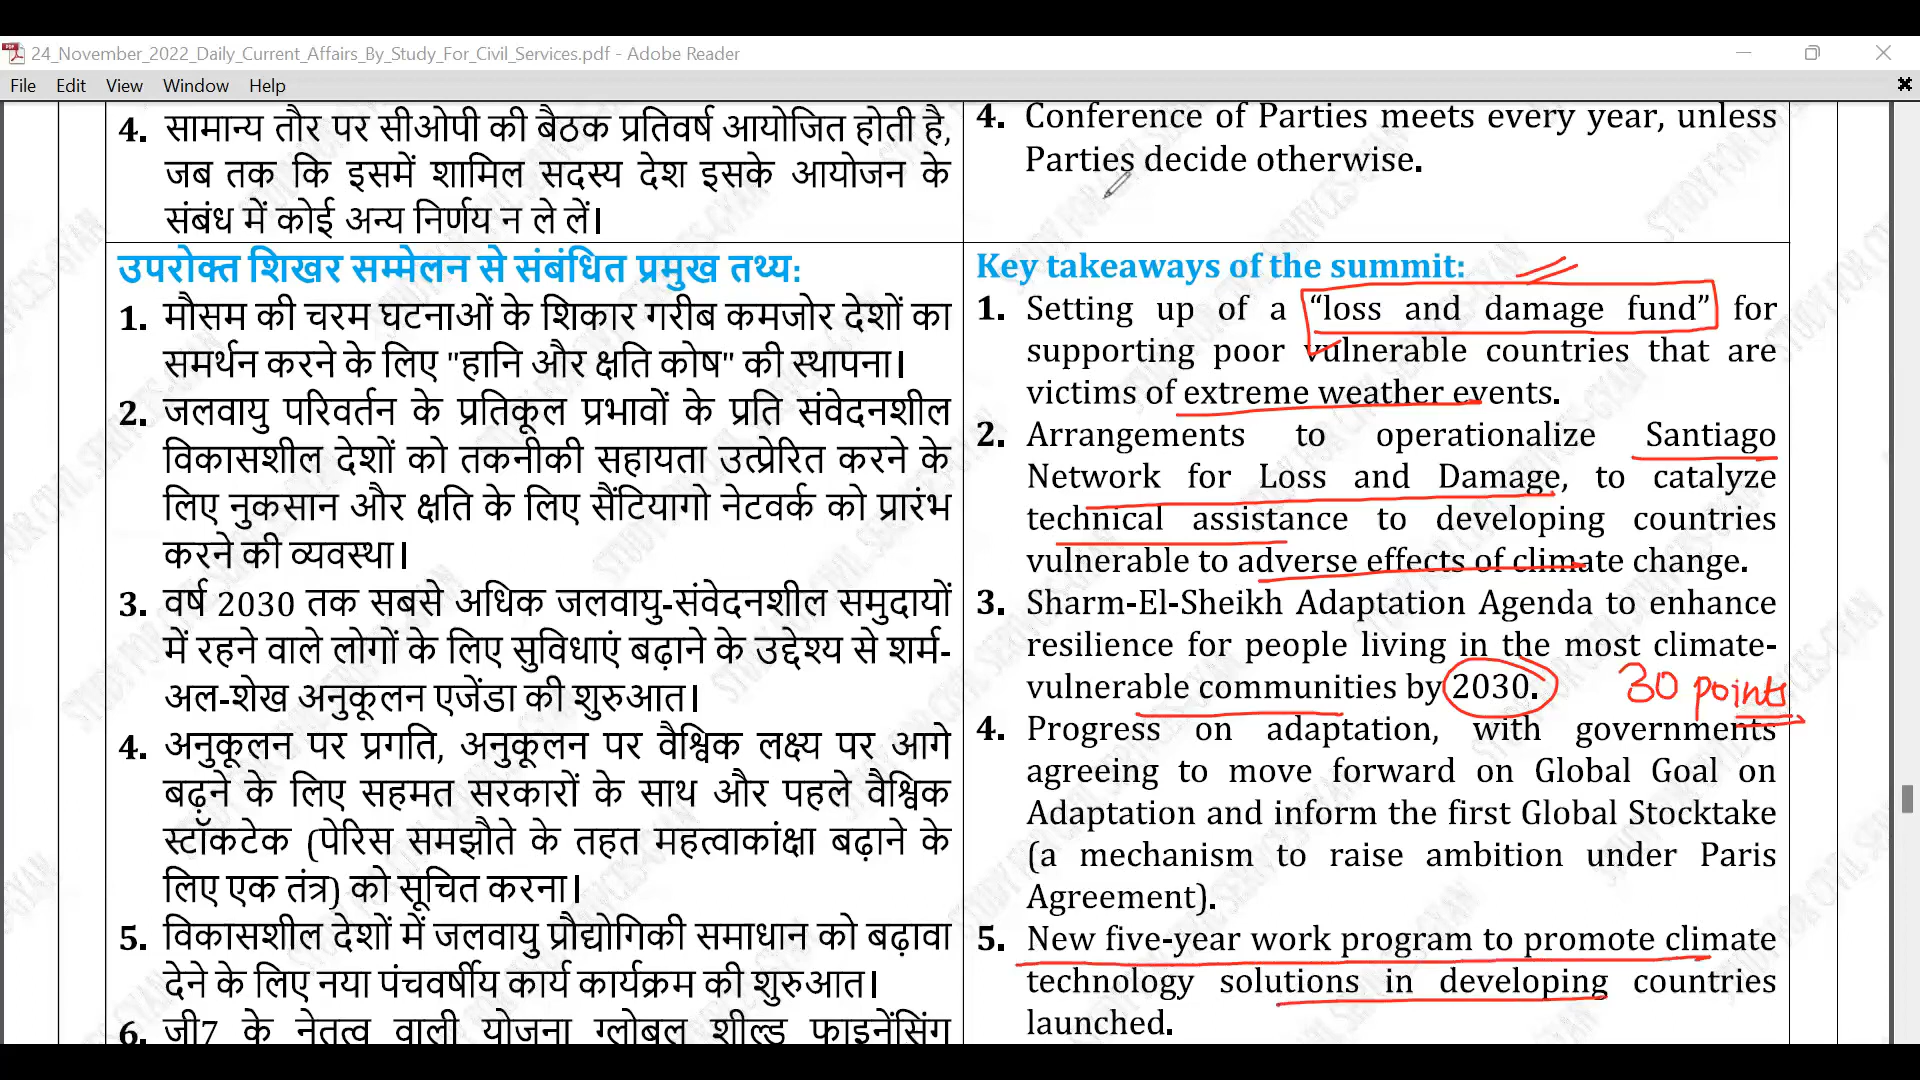 24_November_2022_Daily_Current_Affairs_By_Study_For_Civil_Services.pdf - Adobe Reader
File Edit View Window Help
4. सामान्य तौर पर सीओपी की बैठक प्रतिवर्ष आयोजित होती है,
जब तक कि इसमें शामिल सदस्य देश इसके आयोजन के
संबंध में कोई अन्य निर्णय न ले लें।
उपरोक्त शिखर सम्मेलन से संबंधित प्रमुख तथ्य:
1. मौसम की चरम घटनाओं के शिकार गरीब कमजोर देशों का
समर्थन करने के लिए "हानि और क्षति कोष" की स्थापना।
2. जलवायु परिवर्तन के प्रतिकूल प्रभावों के प्रति संवेदनशील
विकासशील देशों को तकनीकी सहायता उत्प्रेरित करने के
लिए नुकसान और क्षति के लिए सैंटियागो नेटवर्क को प्रारंभ
करने की व्यवस्था।
3. वर्ष 2030 तक सबसे अधिक जलवायु-संवेदनशील समुदायों
में रहने वाले लोगों के लिए सुविधाएं बढ़ाने के उद्देश्य से शर्म-
अल-शेख अनुकूलन एजेंडा की शुरुआत।
4. अनुकूलन पर प्रगति, अनुकूलन पर वैश्विक लक्ष्य पर आगे
बढ़ने के लिए सहमत सरकारों के साथ और पहले वैश्विक
स्टॉकटेक (पेरिस समझौते के तहत महत्वाकांक्षा बढ़ाने के
लिए एक तंत्र) को सूचित करना।
5. विकासशील देशों में जलवायु प्रौद्योगिकी समाधान को बढ़ावा
देने के लिए नया पंचवर्षीय कार्य कार्यक्रम की शुरुआत।
6. जी7 के नेतृत्व वाली योजना ग्लोबल शील्ड फाइनेंसिंग
4. Conference of Parties meets every year, unless
Parties decide otherwise.
Key takeaways of the summit:
1. Setting up of a “loss and damage fund” for
supporting poor vulnerable countries that are
victims of extreme weather events.
2. Arrangements to operationalize Santiago
Network for Loss and Damage, to catalyze
technical assistance to developing countries
vulnerable to adverse effects of climate change.
3. Sharm-El-Sheikh Adaptation Agenda to enhance
resilience for people living in the most climate-
vulnerable communities by 2030. 30 points
4. Progress on adaptation, with governments
agreeing to move forward on Global Goal on
Adaptation and inform the first Global Stocktake
(a mechanism to raise ambition under Paris
Agreement).
5. New five-year work program to promote climate
technology solutions in developing countries
launched.